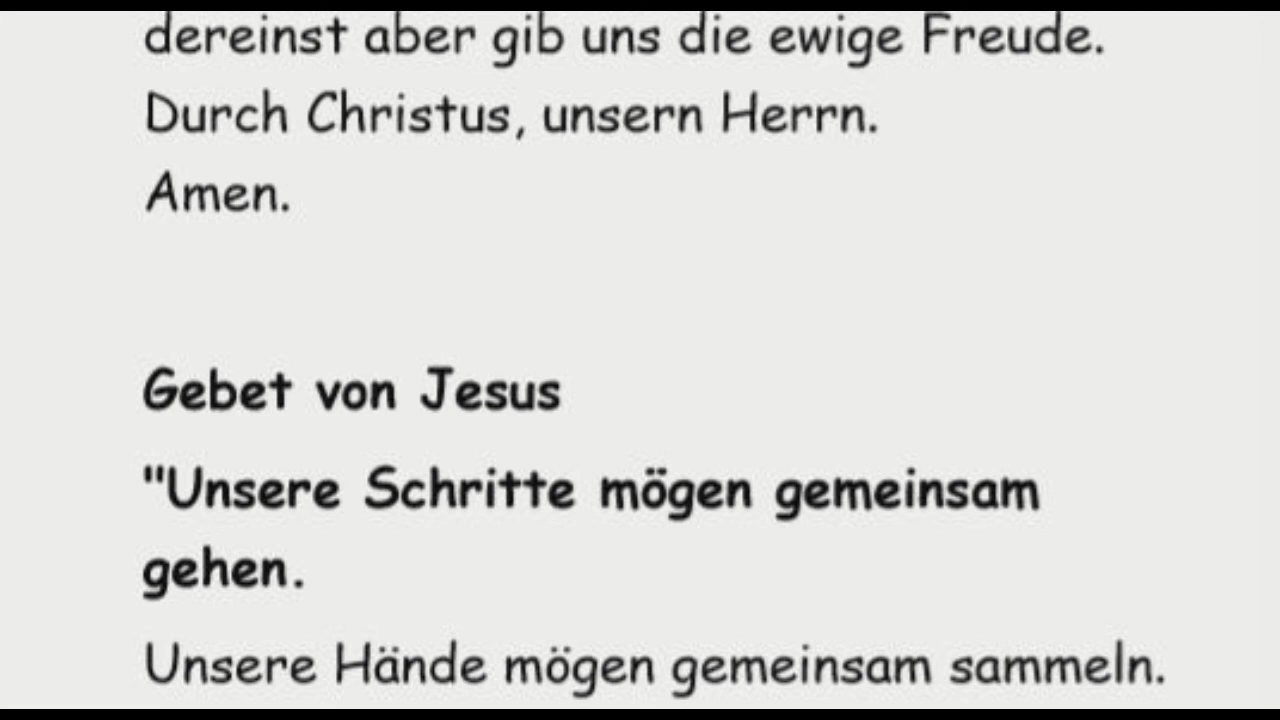 dereinst aber gib uns die ewige Freude.
Durch Christus, unsern Herrn.
Amen.
Gebet von Jesus
"Unsere Schritte mögen gemeinsam
gehen.
Unsere Hände mögen gemeinsam sammeln.